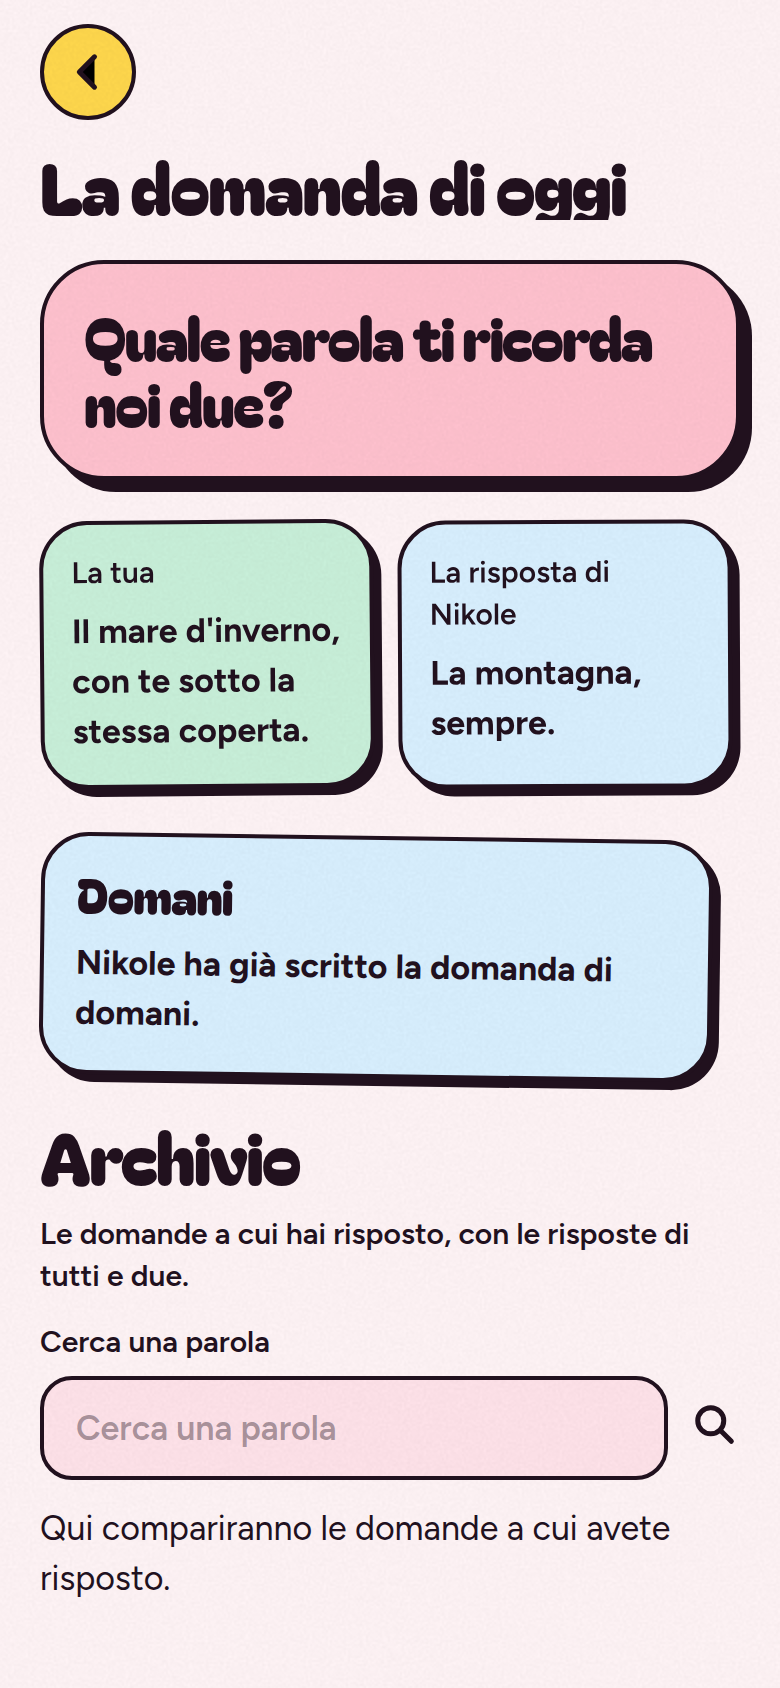 La domanda di oggi
Quale parola ti ricorda
noi due?
La tua
Il mare d'inverno,
con te sotto la
stessa coperta.
La risposta di
Nikole
La montagna,
sempre.
Domani
Nikole ha già scritto la domanda di
domani.
Archivio
Le domande a cui hai risposto, con le risposte di
tutti e due.
Cerca una parola
Cerca una parola
Qui compariranno le domande a cui avete
risposto.